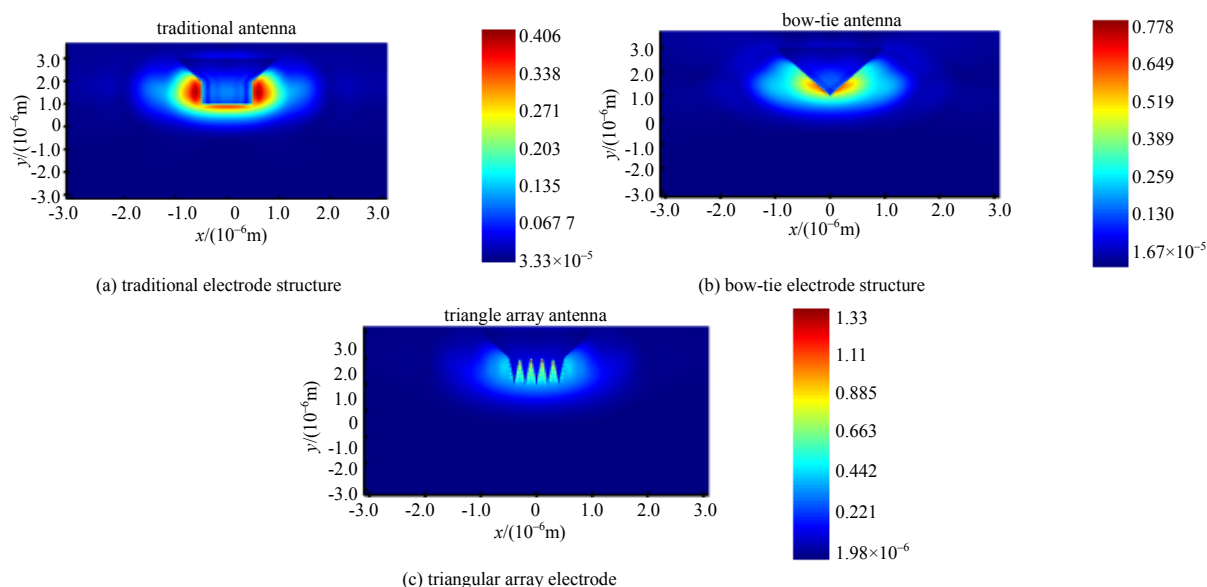 traditional antenna
3.0
2.0
1.0
0
-1.0
-2.0
-3.0
y/(10⁻⁶m)
-3.0 -2.0 -1.0 0 1.0 2.0 3.0
x/(10⁻⁶m)
0.406
0.338
0.271
0.203
0.135
0.067 7
3.33×10⁻⁵
(a) traditional electrode structure
bow-tie antenna
3.0
2.0
1.0
0
-1.0
-2.0
-3.0
y/(10⁻⁶m)
-3.0 -2.0 -1.0 0 1.0 2.0 3.0
x/(10⁻⁶m)
0.778
0.649
0.519
0.389
0.259
0.130
1.67×10⁻⁵
(b) bow-tie electrode structure
triangle array antenna
3.0
2.0
1.0
0
-1.0
-2.0
-3.0
y/(10⁻⁶m)
-3.0 -2.0 -1.0 0 1.0 2.0 3.0
x/(10⁻⁶m)
1.33
1.11
0.885
0.663
0.442
0.221
1.98×10⁻⁶
(c) triangular array electrode